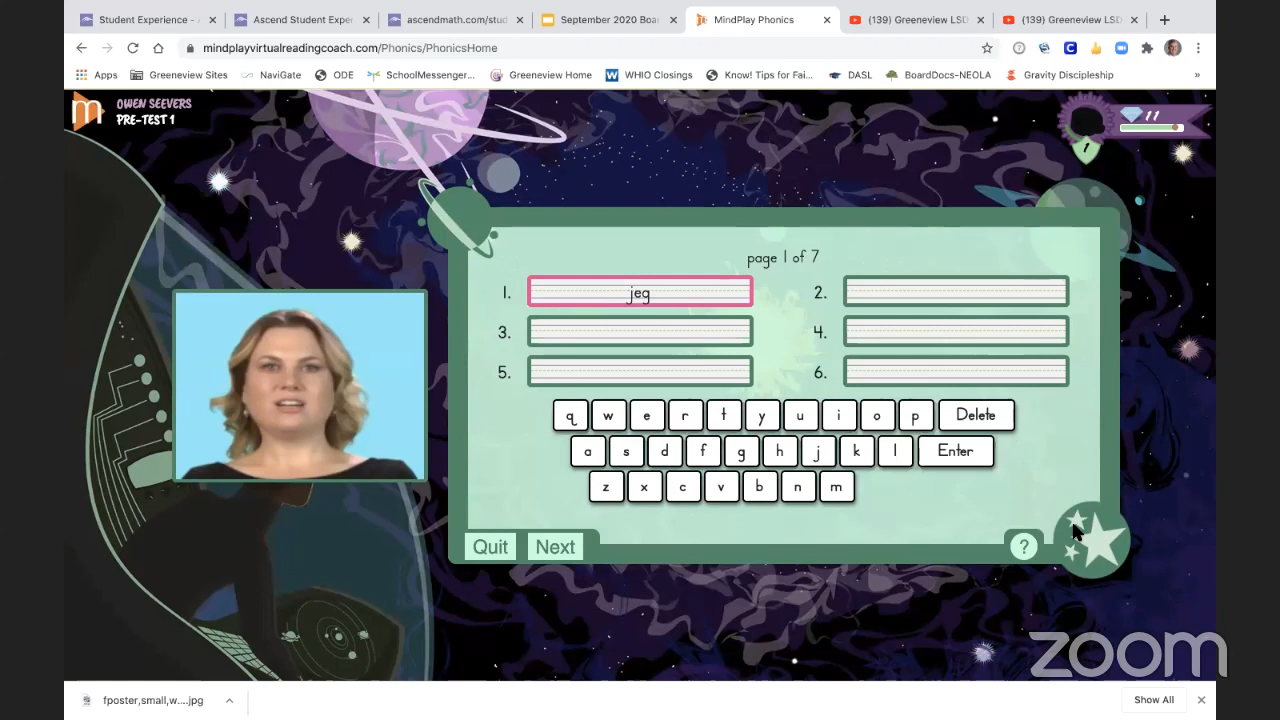 Student Experience - A
Ascend Student Exper
ascendmath.com/stud
September 2020 Boar
MindPlay Phonics
(139) Greeneview LSD
(139) Greeneview LSD
mindplayvirtualreadingcoach.com/Phonics/PhonicsHome
Apps
Greeneview Sites
NaviGate
ODE
SchoolMessenger...
Greeneview Home
WHIO Closings
Know! Tips for Fai...
DASL
BoardDocs-NEOLA
Gravity Discipleship
»
OWEN SEEVERS
PRE-TEST 1
11
1
page 1 of 7
1. jeg 2.
3. 4.
5. 6.
q w e r t y u i o p Delete
a s d f g h j k l Enter
z x c v b n m
Quit Next ?
zoom
fposter,small,w....jpg
Show All